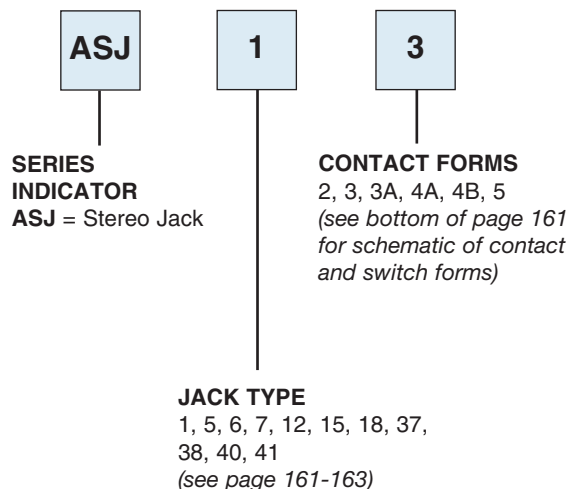 ASJ 1 3
SERIES
INDICATOR
ASJ = Stereo Jack
CONTACT FORMS
2, 3, 3A, 4A, 4B, 5
(see bottom of page 161
for schematic of contact
and switch forms)
JACK TYPE
1, 5, 6, 7, 12, 15, 18, 37,
38, 40, 41
(see page 161-163)